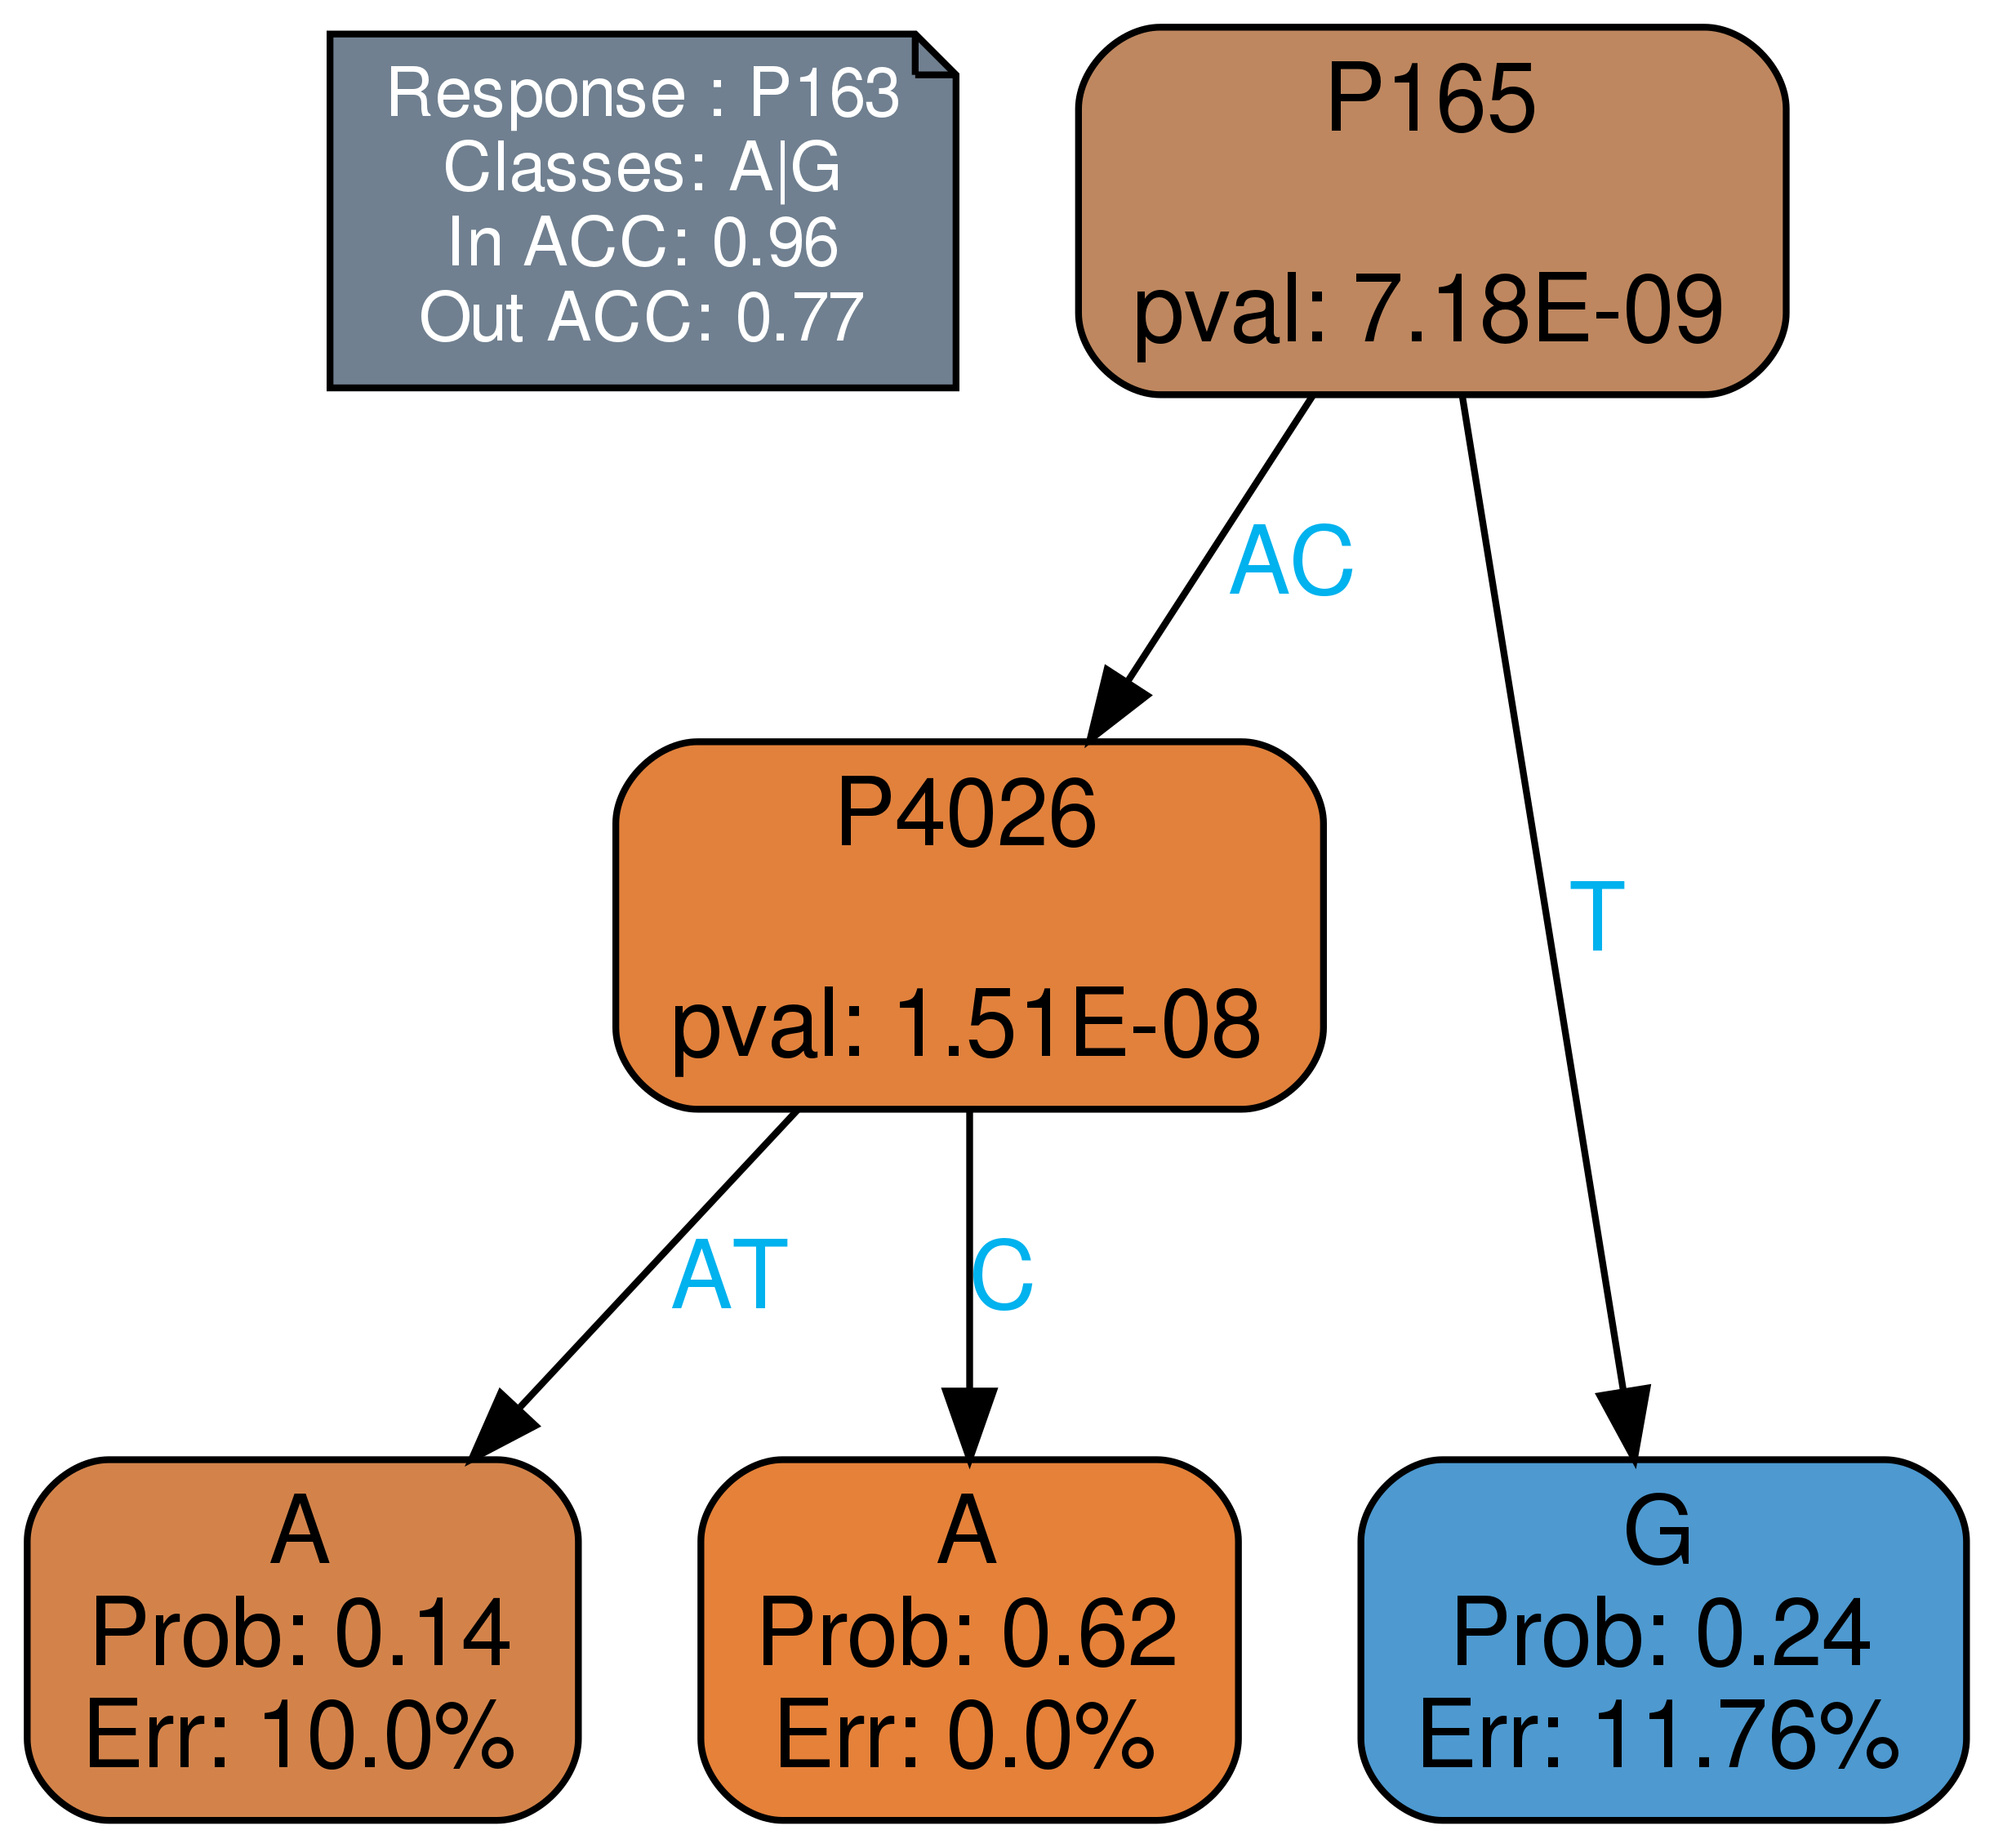 Response : P163
Classes: A|G
In ACC: 0.96
Out ACC: 0.77
P165
pval: 7.18E-09
AC
T
P4026
pval: 1.51E-08
AT
C
A
Prob: 0.14
Err: 10.0%
A
Prob: 0.62
Err: 0.0%
G
Prob: 0.24
Err: 11.76%